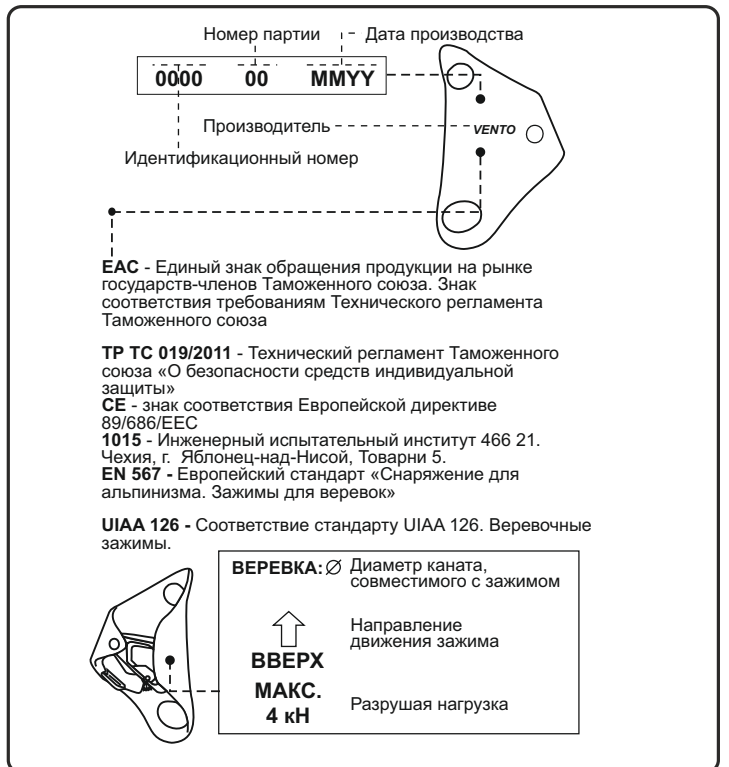 Номер партии
Дата производства
0000 00 MMYY
Производитель
VENTO
Идентификационный номер
EAC - Единый знак обращения продукции на рынке
государств-членов Таможенного союза. Знак
соответствия требованиям Технического регламента
Таможенного союза
ТР ТС 019/2011 - Технический регламент Таможенного
союза «О безопасности средств индивидуальной
защиты»
CE - знак соответствия Европейской директиве
89/686/EEC
1015 - Инженерный испытательный институт 466 21.
Чехия, г. Яблонец-над-Нисой, Товарни 5.
EN 567 - Европейский стандарт «Снаряжение для
альпинизма. Зажимы для веревок»
UIAA 126 - Соответствие стандарту UIAA 126. Веревочные
зажимы.
ВЕРЕВКА:∅ Диаметр каната,
совместимого с зажимом
Направление
движения зажима
ВВЕРХ
МАКС.
4 кН
Разрушая нагрузка